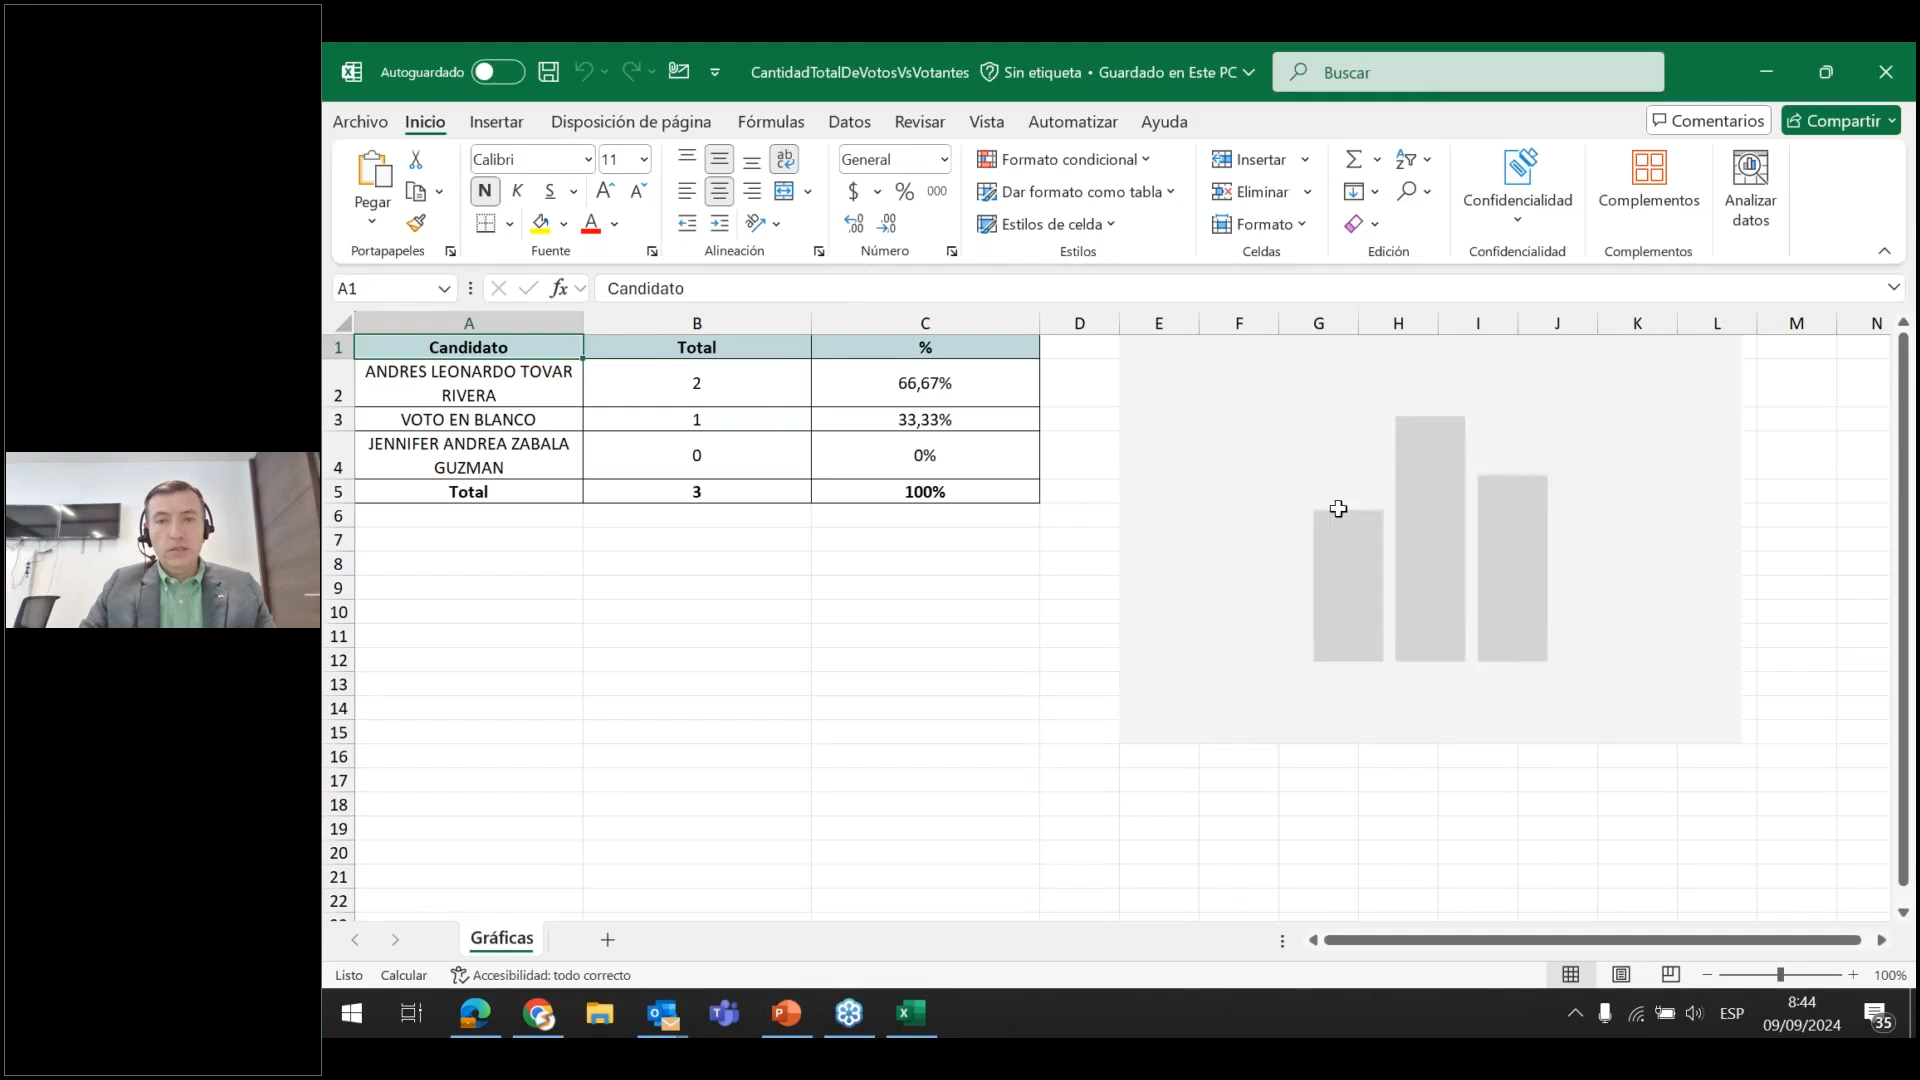 Autoguardado
CantidadTotalDeVotosVsVotantes
Sin etiqueta • Guardado en Este PC
Buscar
Archivo
Inicio
Insertar
Disposición de página
Fórmulas
Datos
Revisar
Vista
Automatizar
Ayuda
Comentarios
Compartir
Pegar
Portapapeles
Calibri
11
N
K
S
Fuente
ab
Alineación
General
$
%
000
Número
Formato condicional
Dar formato como tabla
Estilos de celda
Estilos
Insertar
Eliminar
Formato
Celdas
Edición
Confidencialidad
Confidencialidad
Complementos
Complementos
Analizar
datos
A1
fx
Candidato
A B C D E F G H I J K L M N
1 Candidato Total %
2 ANDRES LEONARDO TOVAR
RIVERA 2 66,67%
3 VOTO EN BLANCO 1 33,33%
4 JENNIFER ANDREA ZABALA
GUZMAN 0 0%
5 Total 3 100%
6
7
8
9
10
11
12
13
14
15
16
17
18
19
20
21
22
Gráficas
Listo
Calcular
Accesibilidad: todo correcto
100%
ESP
8:44
09/09/2024
35